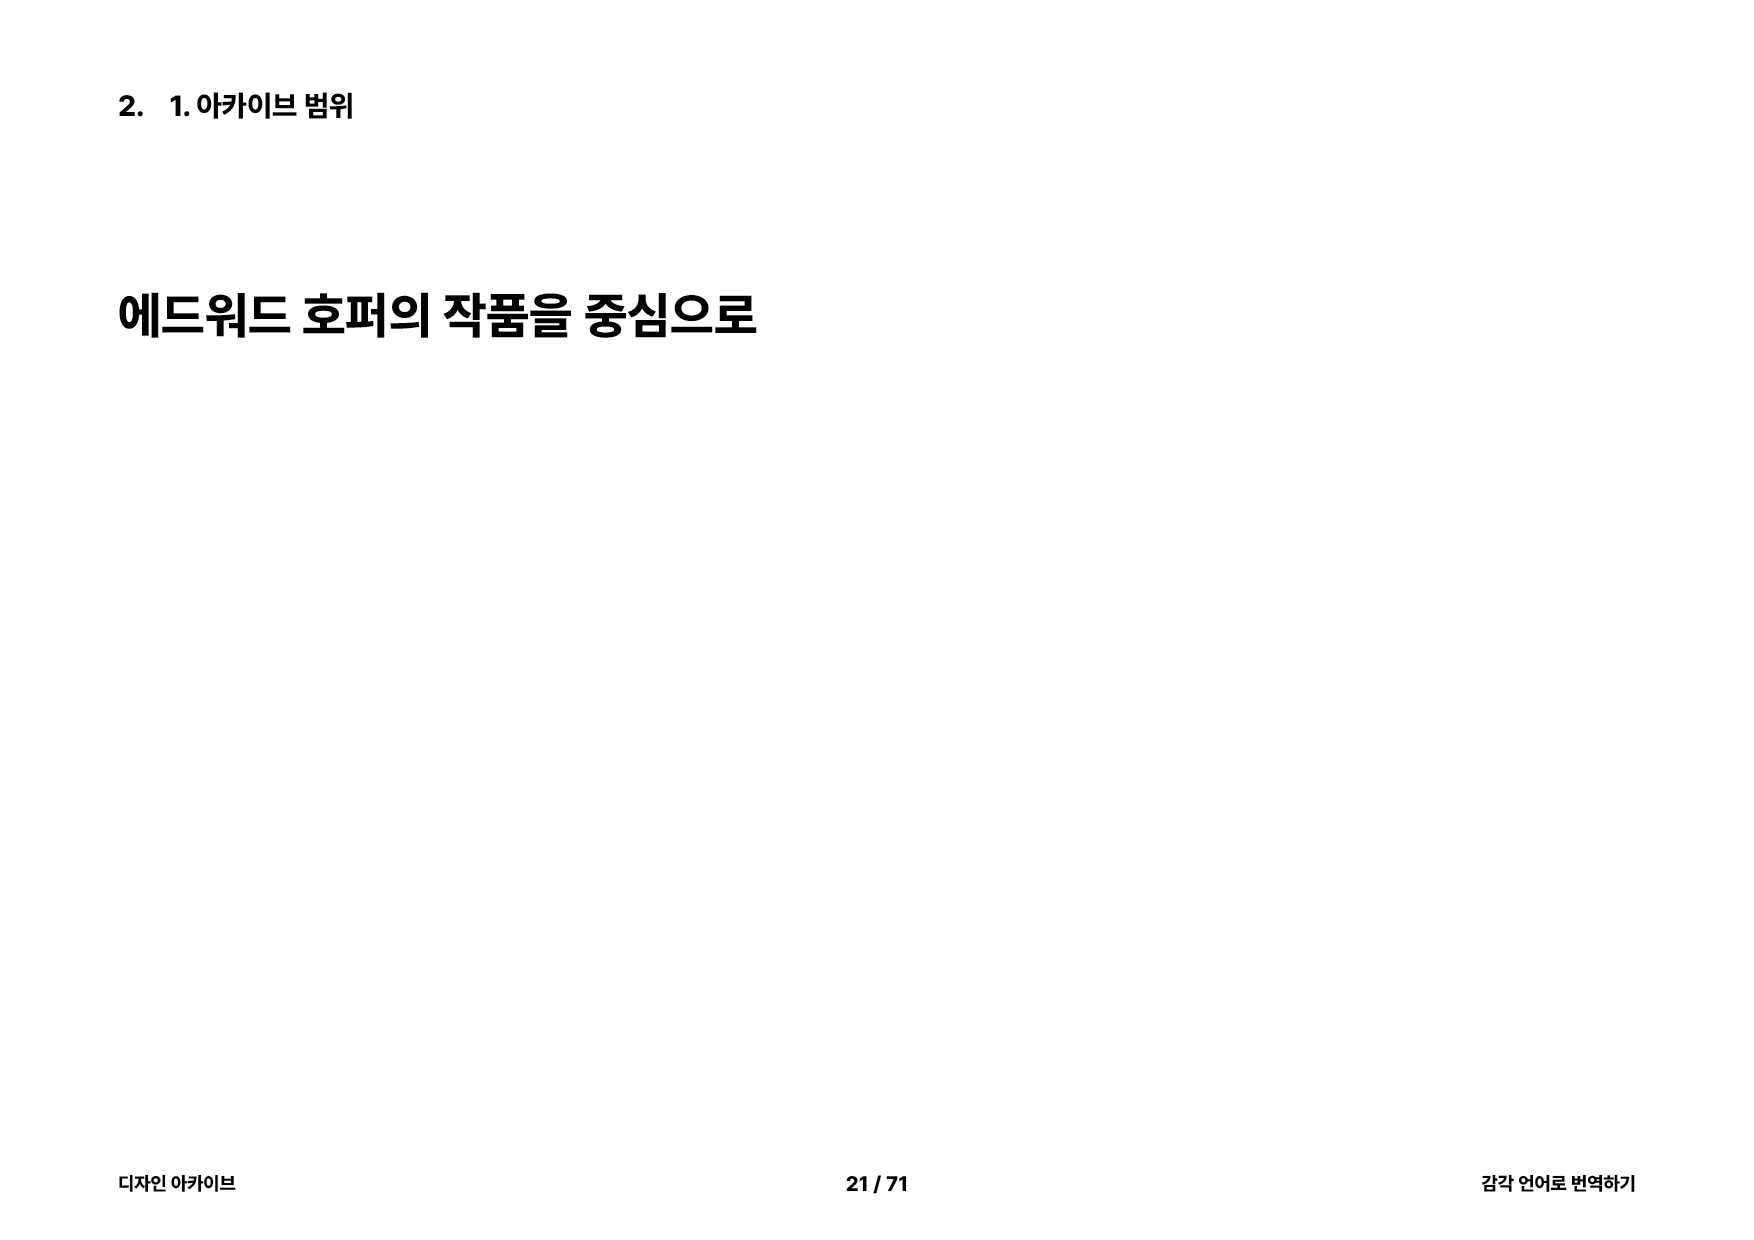 2. 1. 아카이브 범위
에드워드 호퍼의 작품을 중심으로
디자인 아카이브
21 / 71
감각 언어로 번역하기